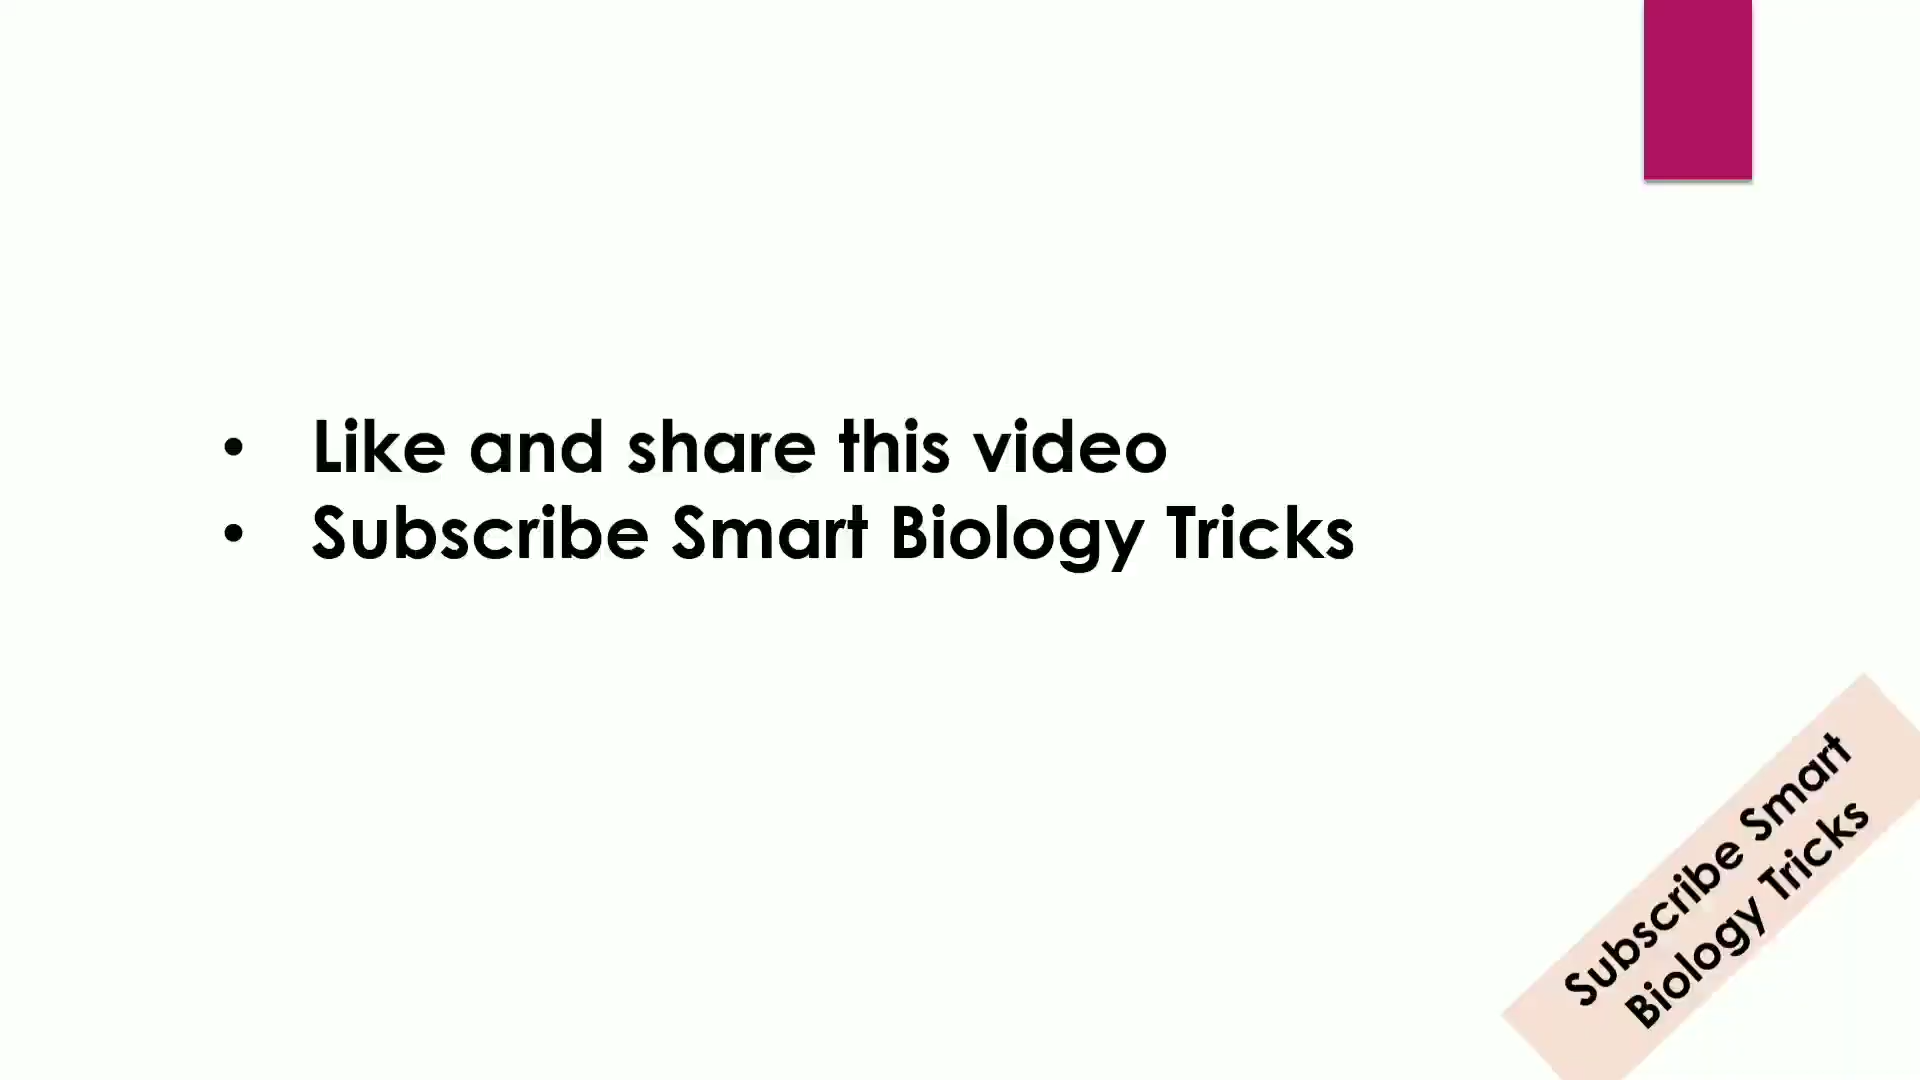 • Like and share this video
• Subscribe Smart Biology Tricks
Subscribe Smart
Biology Tricks